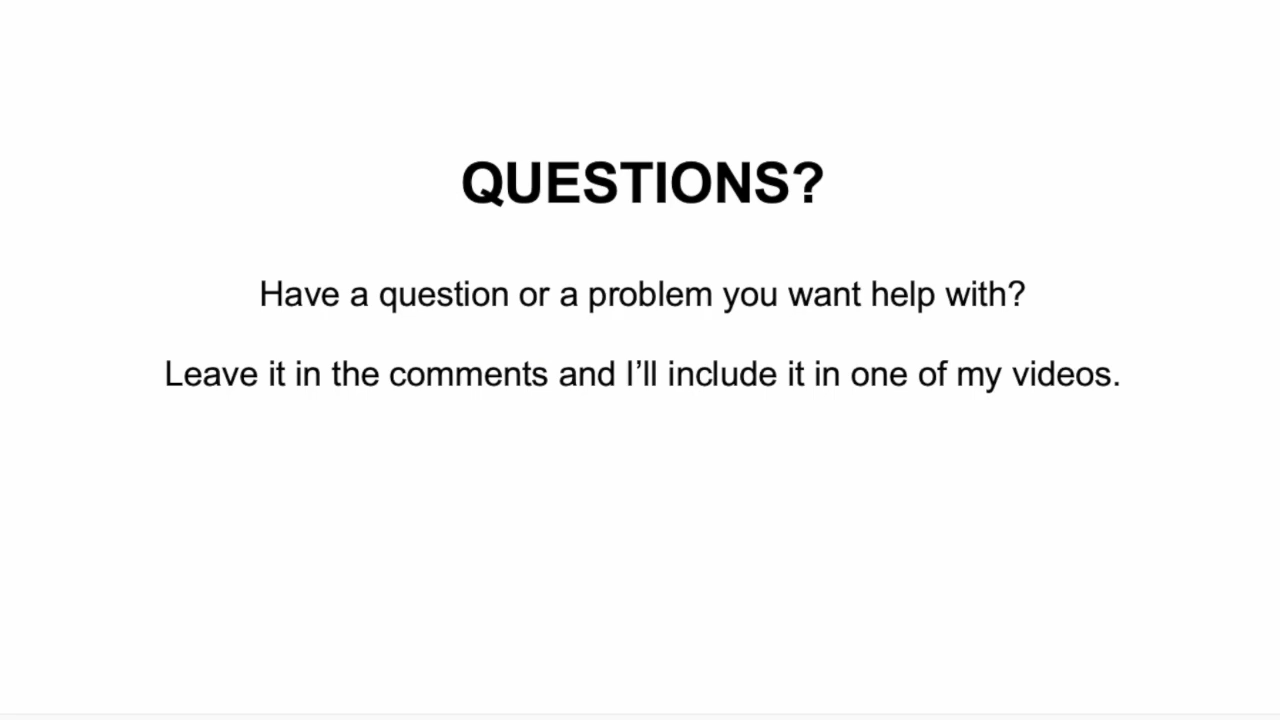 QUESTIONS?
Have a question or a problem you want help with?
Leave it in the comments and I’ll include it in one of my videos.